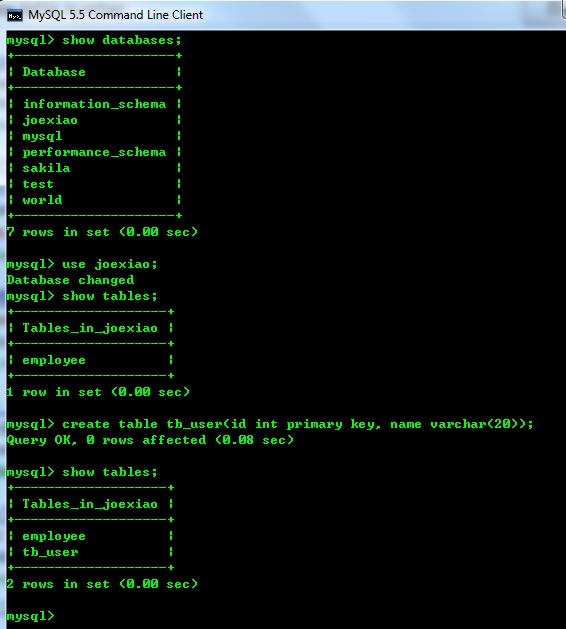 MySQL 5.5 Command Line Client
mysql> show databases;
+--------------------+
| Database           |
+--------------------+
| information_schema |
| joexiao            |
| mysql              |
| performance_schema |
| sakila             |
| test               |
| world              |
+--------------------+
7 rows in set (0.00 sec)
mysql> use joexiao;
Database changed
mysql> show tables;
+-------------------+
| Tables_in_joexiao |
+-------------------+
| employee          |
+-------------------+
1 row in set (0.00 sec)
mysql> create table tb_user(id int primary key, name varchar(20));
Query OK, 0 rows affected (0.08 sec)
mysql> show tables;
+-------------------+
| Tables_in_joexiao |
+-------------------+
| employee          |
| tb_user           |
+-------------------+
2 rows in set (0.00 sec)
mysql>